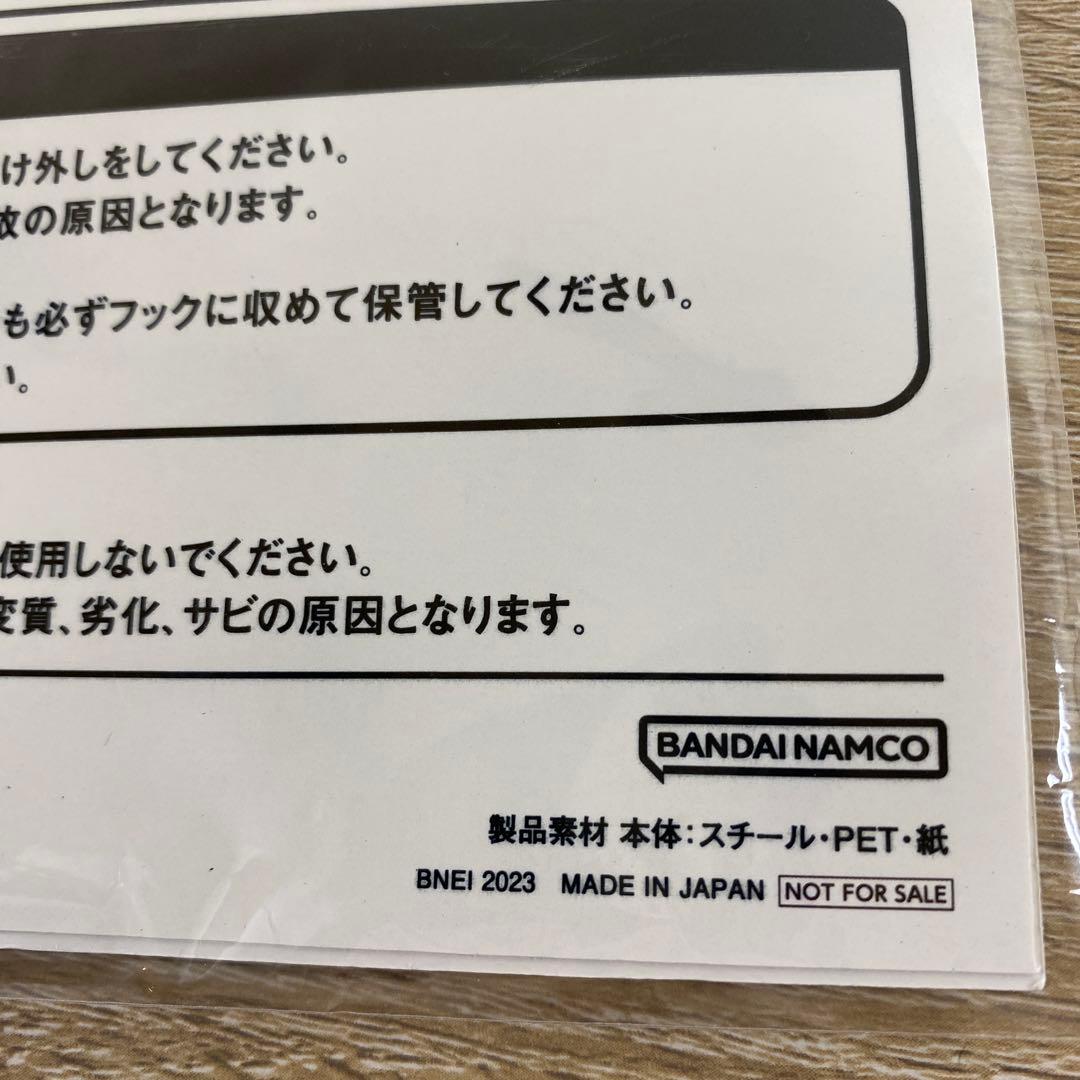 け外しをしてください。
故の原因となります。
も必ずフックに収めて保管してください。
い。
使用しないでください。
変質、劣化、サビの原因となります。
BANDAI NAMCO
製品素材 本体：スチール・PET・紙
BNEI 2023 MADE IN JAPAN NOT FOR SALE